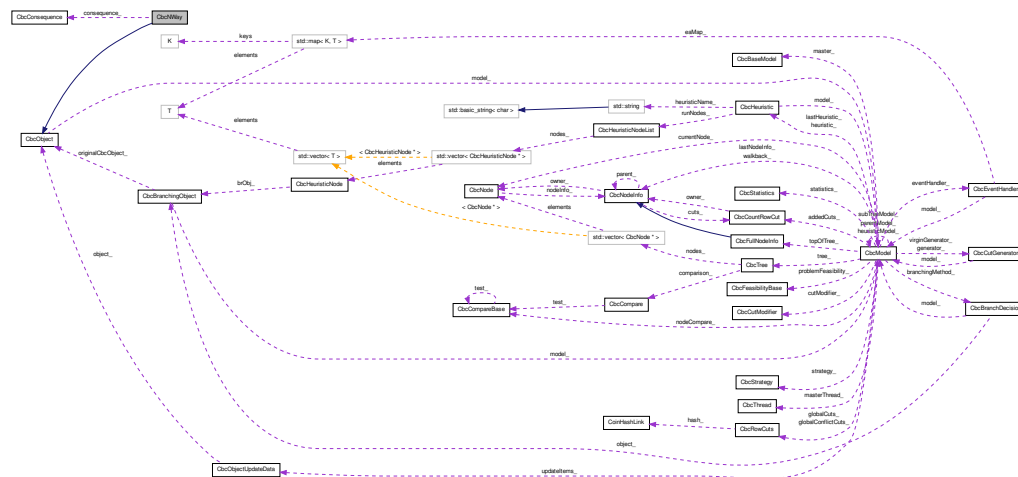 CbcConsequence
consequence_
CbcNWay
K
keys
std::map< K, T >
eaMap_
elements
CbcBaseModel
master_
model_
T
elements
std::basic_string< char >
std::string
heuristicName_
runNodes_
CbcHeuristic
model_
lastHeuristic_
heuristic_
CbcHeuristicNodeList
currentNode_
nodes_
CbcObject
originalCbcObject_
std::vector< T >
< CbcHeuristicNode * >
elements
std::vector< CbcHeuristicNode * >
lastNodeInfo_
walkback_
CbcHeuristicNode
brObj_
CbcBranchingObject
CbcNode
owner_
nodeInfo_
parent_
CbcNodeInfo
< CbcNode * >
elements
owner_
cuts_
CbcStatistics
statistics_
eventHandler_
CbcEventHandler
CbcCountRowCut
addedCuts_
subTreeModel_
parentModel_
heuristicModel_
model_
std::vector< CbcNode * >
CbcFullNodeInfo
topOfTree_
CbcModel
virginGenerator_
generator_
model_
CbcCutGenerator
object_
nodes_
CbcTree
tree_
branchingMethod_
comparison_
problemFeasibility_
CbcFeasibilityBase
test_
CbcCompareBase
test_
CbcCompare
cutModifier_
CbcCutModifier
model_
CbcBranchDecision
nodeCompare_
model_
strategy_
CbcStrategy
masterThread_
CbcThread
CoinHashLink
hash_
CbcRowCuts
globalCuts_
globalConflictCuts_
object_
CbcObjectUpdateData
updateItems_